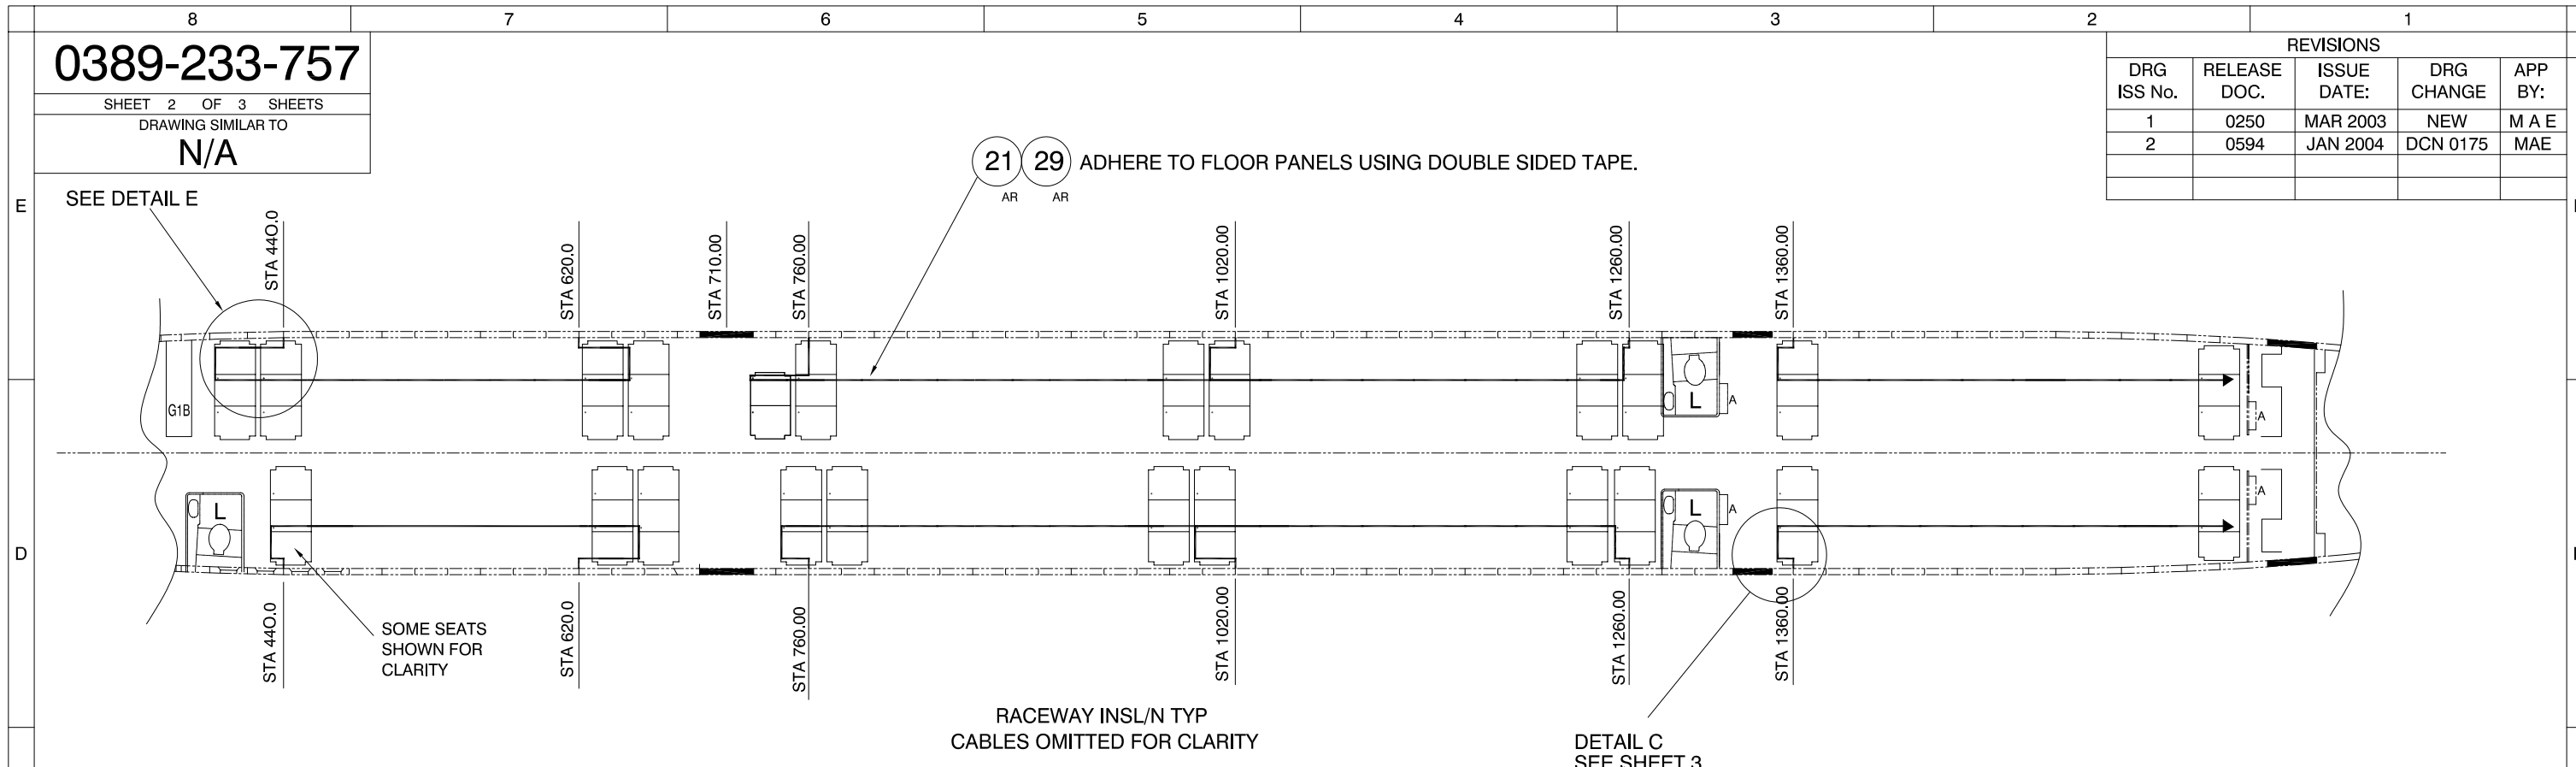 8 7 6 5 4 3 2 1
0389-233-757
SHEET 2 OF 3 SHEETS
DRAWING SIMILAR TO
N/A
REVISIONS
DRG ISS No. RELEASE DOC. ISSUE DATE: DRG CHANGE APP BY:
1 0250 MAR 2003 NEW M A E
2 0594 JAN 2004 DCN 0175 MAE
21 29 ADHERE TO FLOOR PANELS USING DOUBLE SIDED TAPE.
AR AR
E
SEE DETAIL E
STA 44O.0
STA 620.0
STA 710.00
STA 760.00
STA 1020.00
STA 1260.00
STA 1360.00
G1B
L
A
A
L
L
A
A
D
STA 44O.0
STA 620.0
STA 760.00
STA 1020.00
STA 1260.00
STA 1360.00
SOME SEATS
SHOWN FOR
CLARITY
RACEWAY INSL/N TYP
CABLES OMITTED FOR CLARITY
DETAIL C
SEE SHEET 3